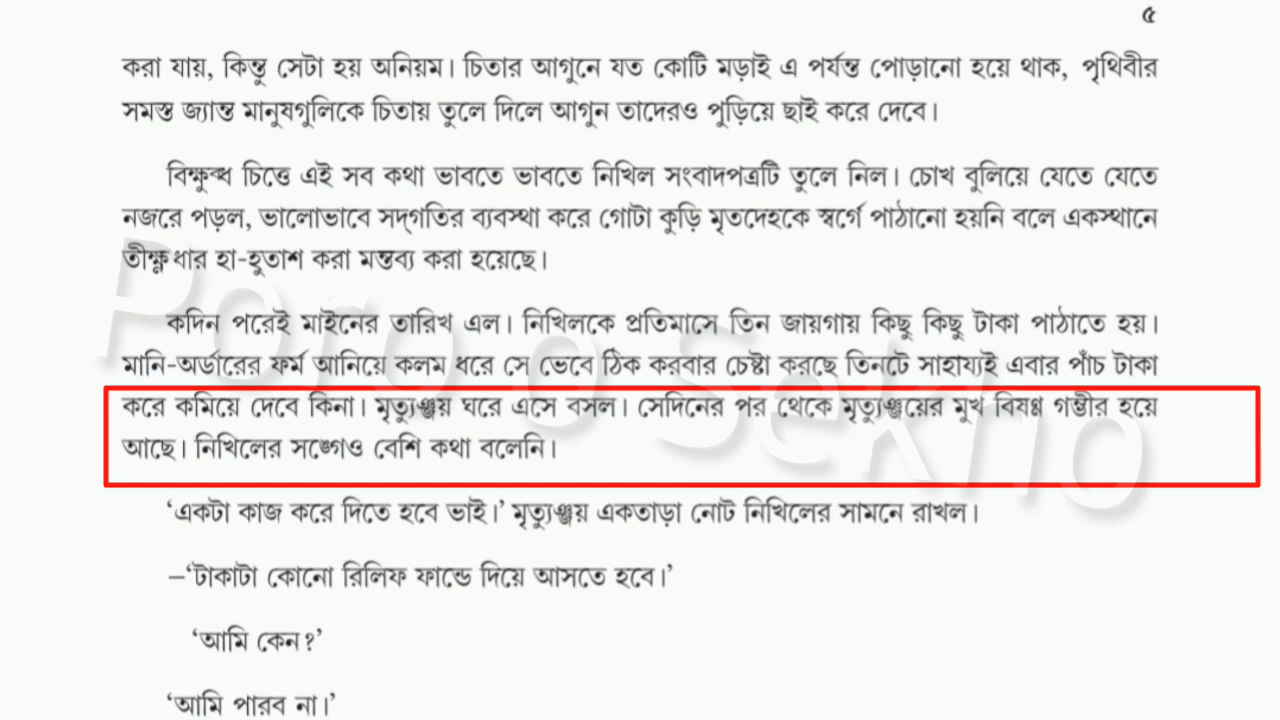 ৫
করা যায়, কিন্তু সেটা হয় অনিয়ম। চিতার আগুনে যত কোটি মড়াই এ পর্যন্ত পোড়ানো হয়ে থাক, পৃথিবীর
সমস্ত জ্যান্ত মানুষগুলিকে চিতায় তুলে দিলে আগুন তাদেরও পুড়িয়ে ছাই করে দেবে।
বিক্ষুব্ধ চিত্তে এই সব কথা ভাবতে ভাবতে নিখিল সংবাদপত্রটি তুলে নিল। চোখ বুলিয়ে যেতে যেতে
নজরে পড়ল, ভালোভাবে সদ্‌গতির ব্যবস্থা করে গোটা কুড়ি মৃতদেহকে স্বর্গে পাঠানো হয়নি বলে একস্থানে
তীক্ষ্ণধার হা-হুতাশ করা মন্তব্য করা হয়েছে।
কদিন পরেই মাইনের তারিখ এল। নিখিলকে প্রতিমাসে তিন জায়গায় কিছু কিছু টাকা পাঠাতে হয়।
মানি-অর্ডারের ফর্ম আনিয়ে কলম ধরে সে ভেবে ঠিক করবার চেষ্টা করছে তিনটে সাহায্যই এবার পাঁচ টাকা
করে কমিয়ে দেবে কিনা। মৃত্যুঞ্জয় ঘরে এসে বসল। সেদিনের পর থেকে মৃত্যুঞ্জয়ের মুখ বিষণ্ণ গম্ভীর হয়ে
আছে। নিখিলের সঙ্গেও বেশি কথা বলেনি।
‘একটা কাজ করে দিতে হবে ভাই।’ মৃত্যুঞ্জয় একতাড়া নোট নিখিলের সামনে রাখল।
–‘টাকাটা কোনো রিলিফ ফান্ডে দিয়ে আসতে হবে।’
‘আমি কেন?’
‘আমি পারব না।’
Poro o Sekho